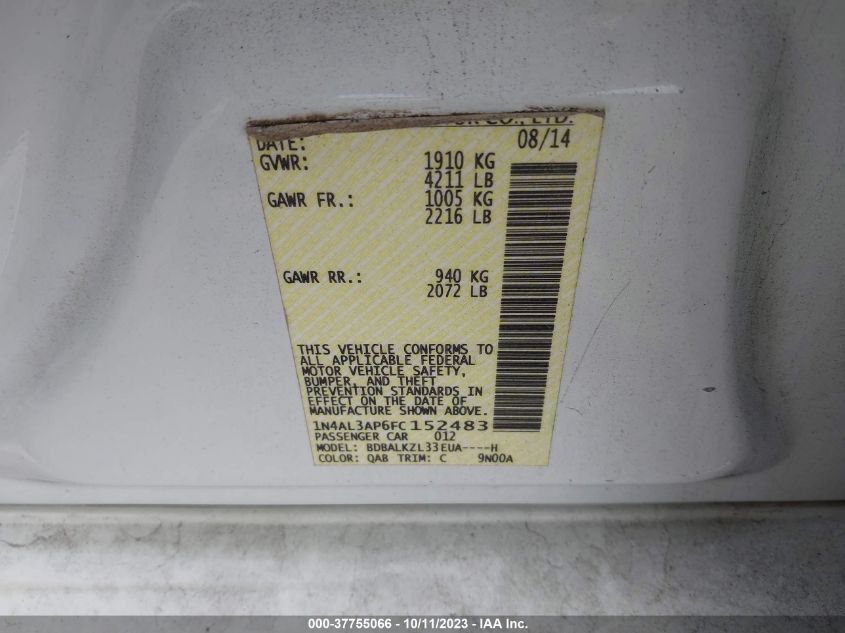 CO., LTD.
DATE: 08/14
GVWR: 1910 KG
4211 LB
GAWR FR.: 1005 KG
2216 LB
GAWR RR.: 940 KG
2072 LB
THIS VEHICLE CONFORMS TO
ALL APPLICABLE FEDERAL
MOTOR VEHICLE SAFETY,
BUMPER, AND THEFT
PREVENTION STANDARDS IN
EFFECT ON THE DATE OF
MANUFACTURE SHOWN ABOVE.
1N4AL3AP6FC152483
PASSENGER CAR 012
MODEL: BDBALKZL33EUA----H
COLOR: QAB TRIM: C 9N00A
000-37755066 - 10/11/2023 - IAA Inc.